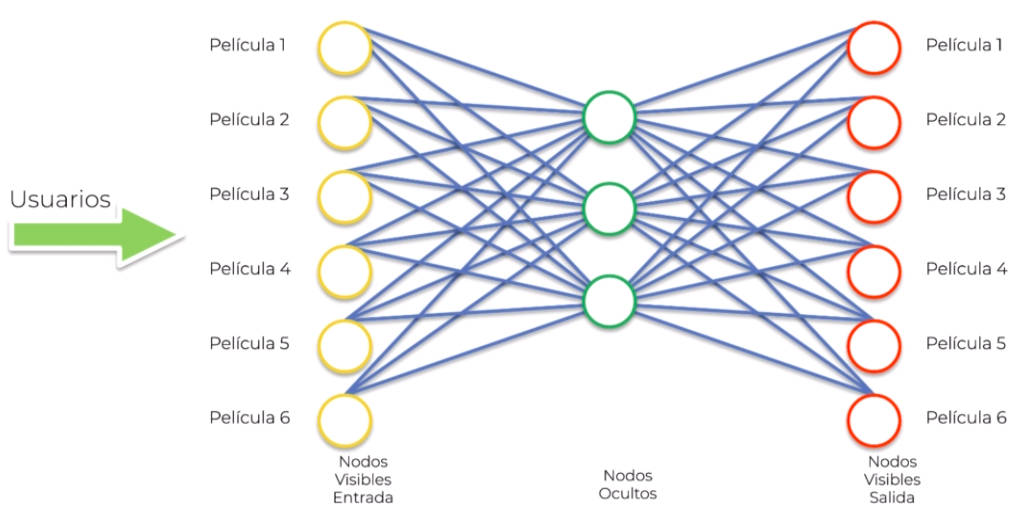 Película 1
Película 2
Película 3
Película 4
Película 5
Película 6
Usuarios
Película 1
Película 2
Película 3
Película 4
Película 5
Película 6
Nodos
Visibles
Entrada
Nodos
Ocultos
Nodos
Visibles
Salida